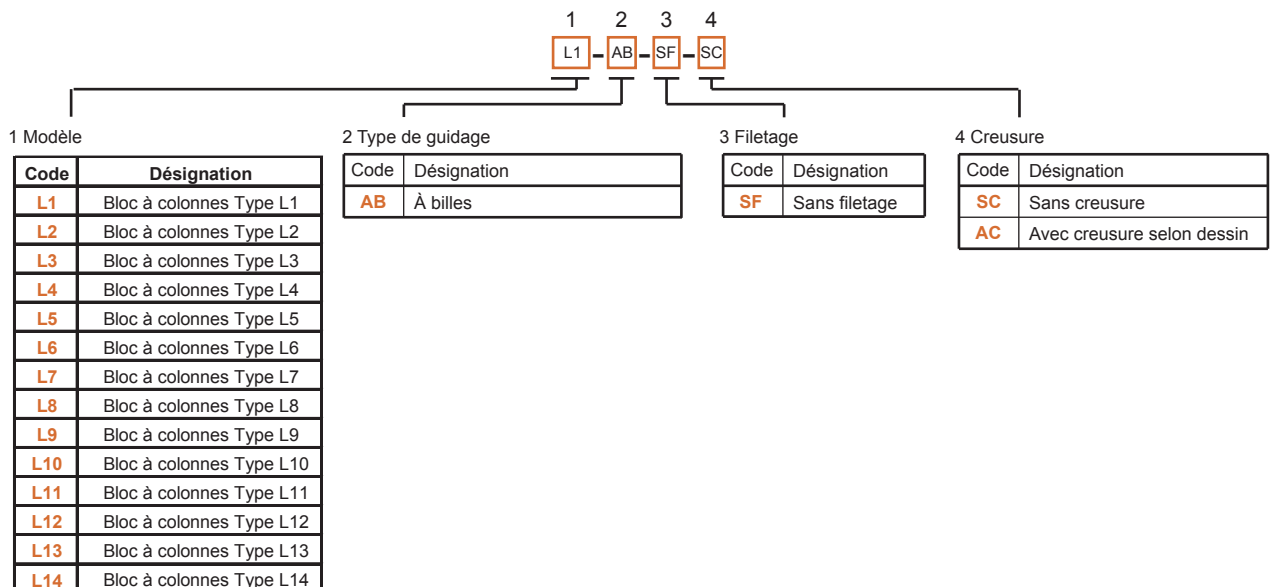 1 2 3 4
L1 - AB - SF - SC
1 Modèle
Code Désignation
L1 Bloc à colonnes Type L1
L2 Bloc à colonnes Type L2
L3 Bloc à colonnes Type L3
L4 Bloc à colonnes Type L4
L5 Bloc à colonnes Type L5
L6 Bloc à colonnes Type L6
L7 Bloc à colonnes Type L7
L8 Bloc à colonnes Type L8
L9 Bloc à colonnes Type L9
L10 Bloc à colonnes Type L10
L11 Bloc à colonnes Type L11
L12 Bloc à colonnes Type L12
L13 Bloc à colonnes Type L13
L14 Bloc à colonnes Type L14
2 Type de guidage
Code Désignation
AB À billes
3 Filetage
Code Désignation
SF Sans filetage
4 Creusure
Code Désignation
SC Sans creusure
AC Avec creusure selon dessin